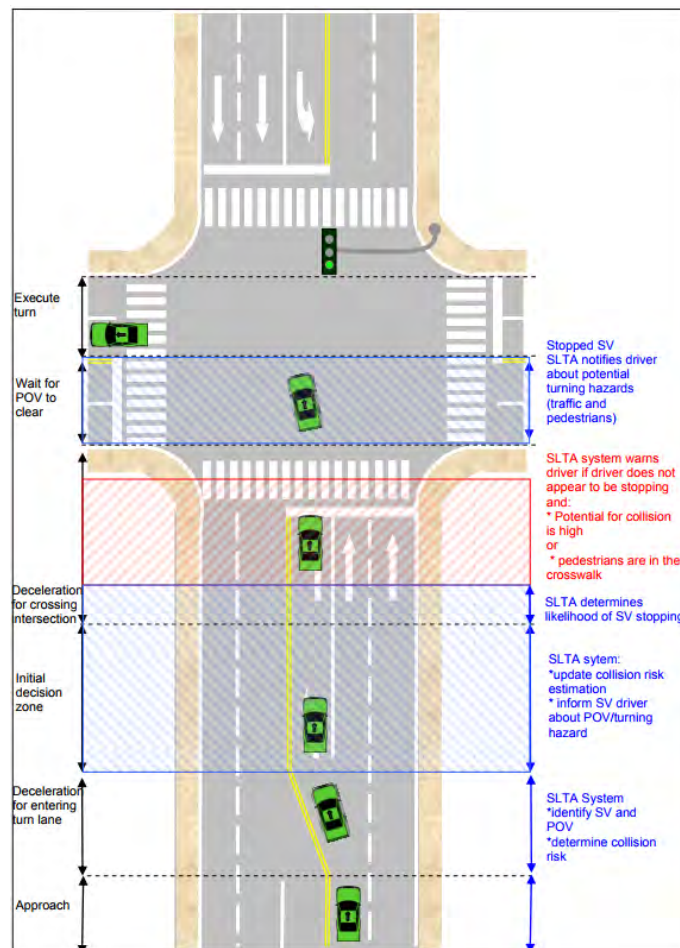 Execute
turn
Wait for
POV to
clear
Stopped SV
SLTA notifies driver
about potential
turning hazards
(traffic and
pedestrians)
SLTA system warns
driver if driver does not
appear to be stopping
and:
* Potential for collision
is high
or
* pedestrians are in the
crosswalk
Deceleration
for crossing
intersection
SLTA determines
likelihood of SV stopping
Initial
decision
zone
SLTA sytem:
*update collision risk
estimation
* inform SV driver
about POV/turning
hazard
Deceleration
for entering
turn lane
SLTA System
*identify SV and
POV
*determine collision
risk
Approach